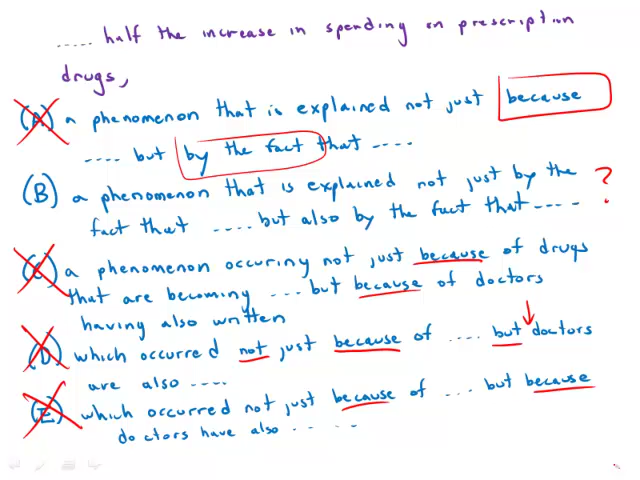 ..... half the increase in spending on prescription
drugs,
(A) a phenomenon that is explained not just because
.... but by the fact that ....
(B) a phenomenon that is explained not just by the ?
fact that .... but also by the fact that ....
(C) a phenomenon occuring not just because of drugs
that are becoming ... but because of doctors
having also written
(D) which occurred not just because of .... but doctors
are also ....
(E) which occurred not just because of ... but because
doctors have also .....